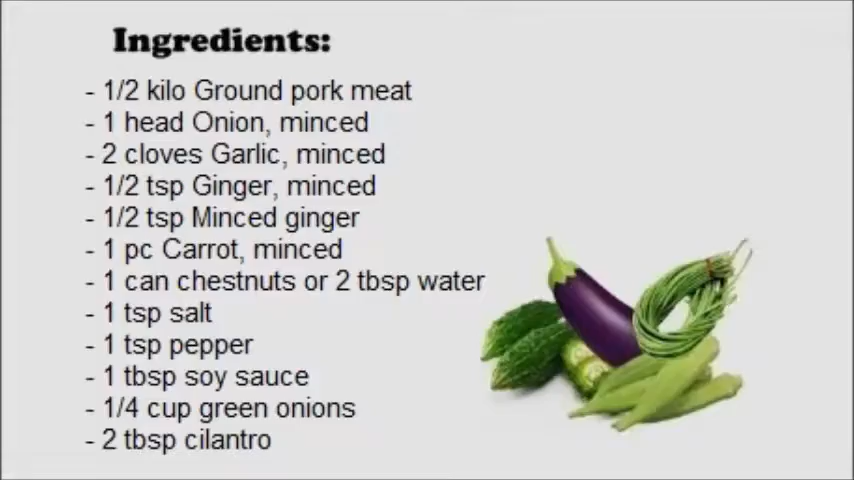 Ingredients:
- 1/2 kilo Ground pork meat
- 1 head Onion, minced
- 2 cloves Garlic, minced
- 1/2 tsp Ginger, minced
- 1/2 tsp Minced ginger
- 1 pc Carrot, minced
- 1 can chestnuts or 2 tbsp water
- 1 tsp salt
- 1 tsp pepper
- 1 tbsp soy sauce
- 1/4 cup green onions
- 2 tbsp cilantro